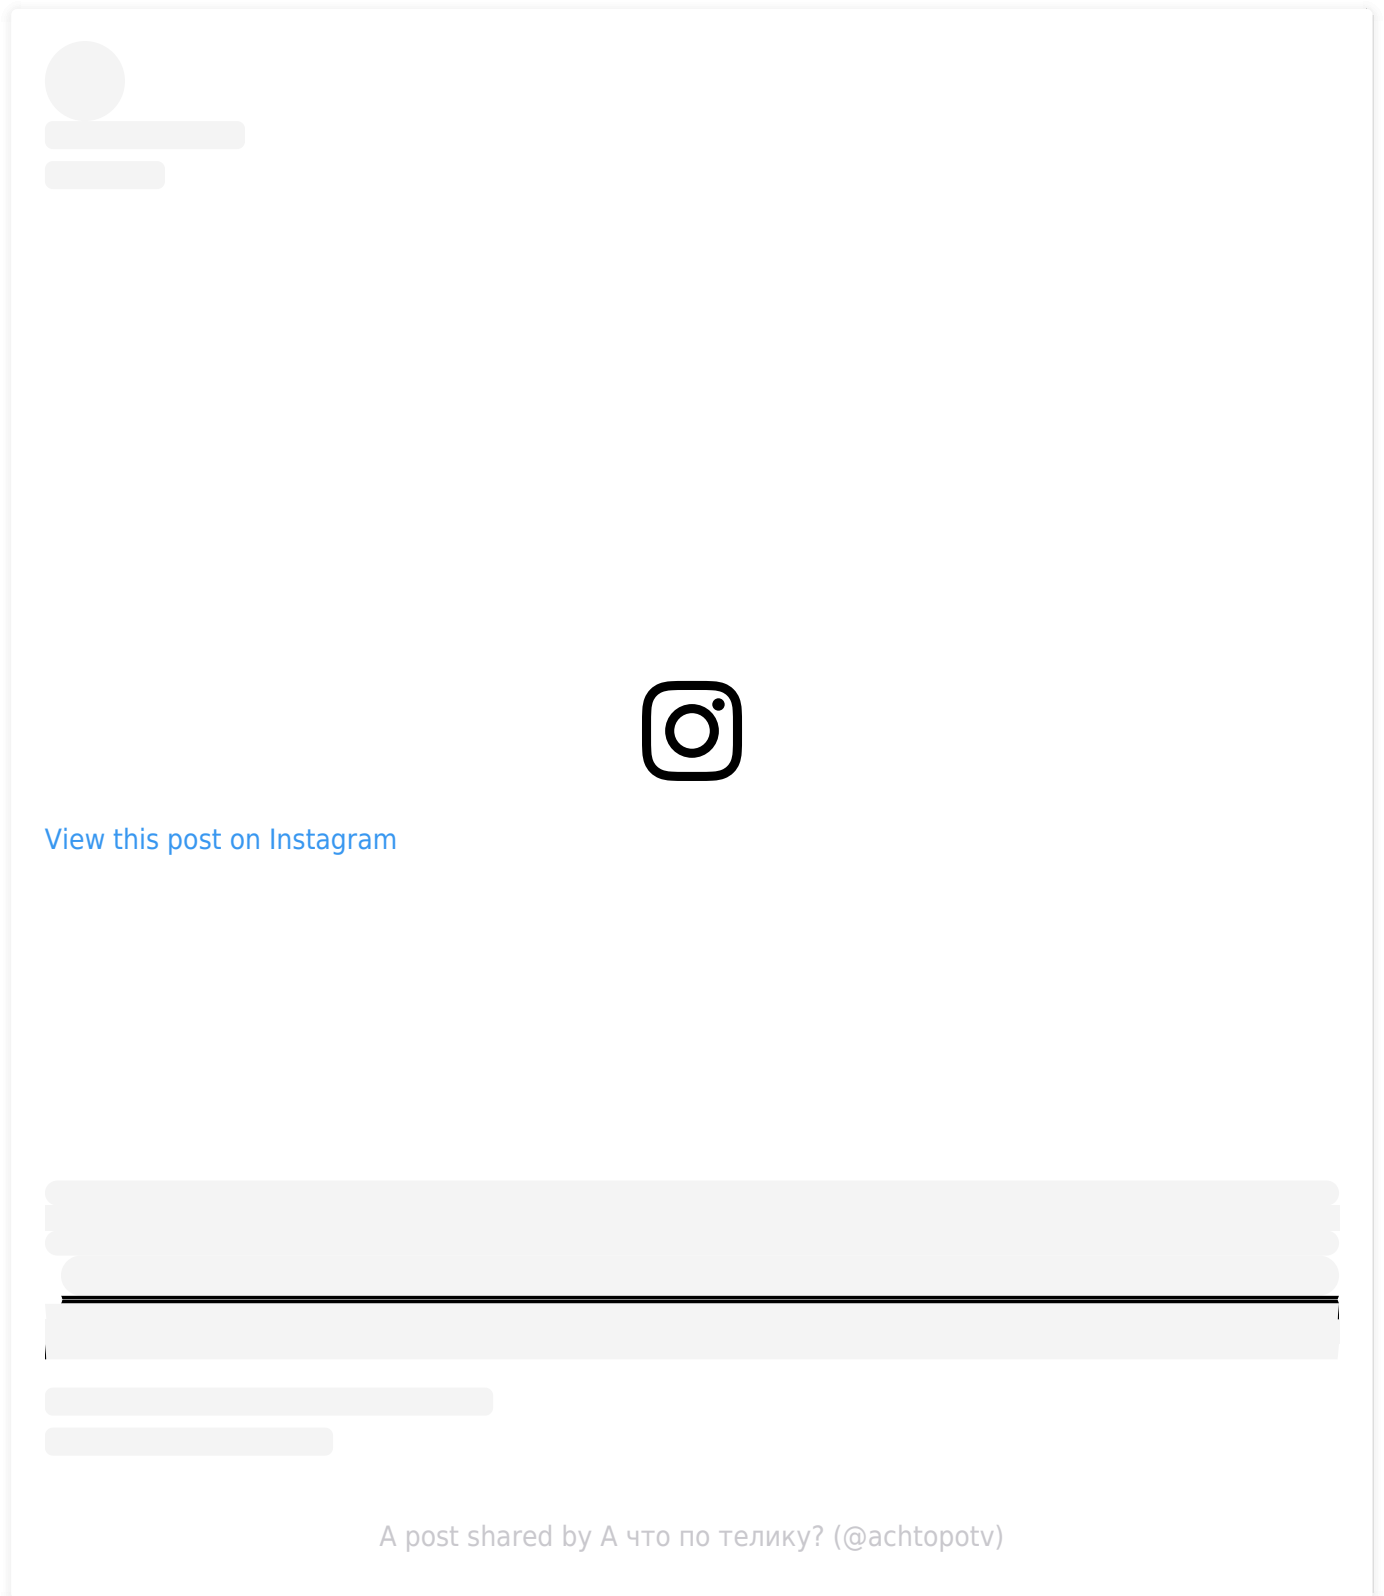 View this post on Instagram
A post shared by А что по телику? (@achtopotv)